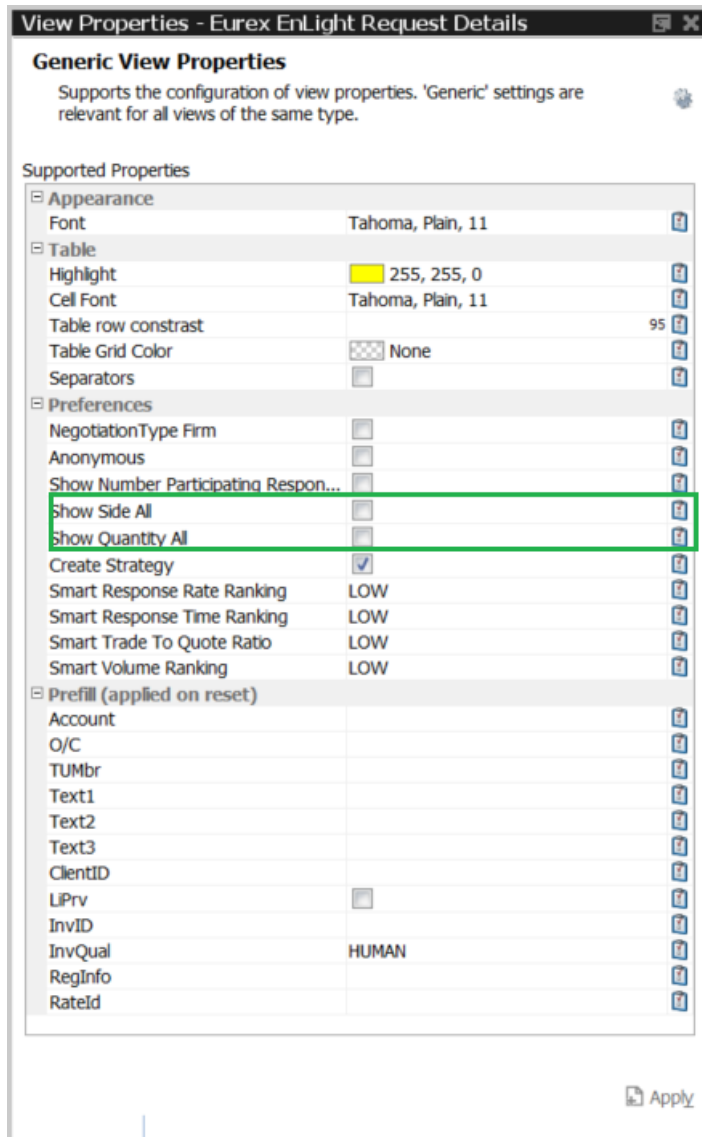 View Properties - Eurex EnLight Request Details
Generic View Properties
Supports the configuration of view properties. 'Generic' settings are
relevant for all views of the same type.
Supported Properties
Appearance
Font Tahoma, Plain, 11
Table
Highlight 255, 255, 0
Cell Font Tahoma, Plain, 11
Table row constrast 95
Table Grid Color None
Separators
Preferences
NegotiationType Firm
Anonymous
Show Number Participating Respon...
Show Side All
Show Quantity All
Create Strategy
Smart Response Rate Ranking LOW
Smart Response Time Ranking LOW
Smart Trade To Quote Ratio LOW
Smart Volume Ranking LOW
Prefill (applied on reset)
Account
O/C
TUMbr
Text1
Text2
Text3
ClientID
LiPrv
InvID
InvQual HUMAN
RegInfo
RateId
Apply